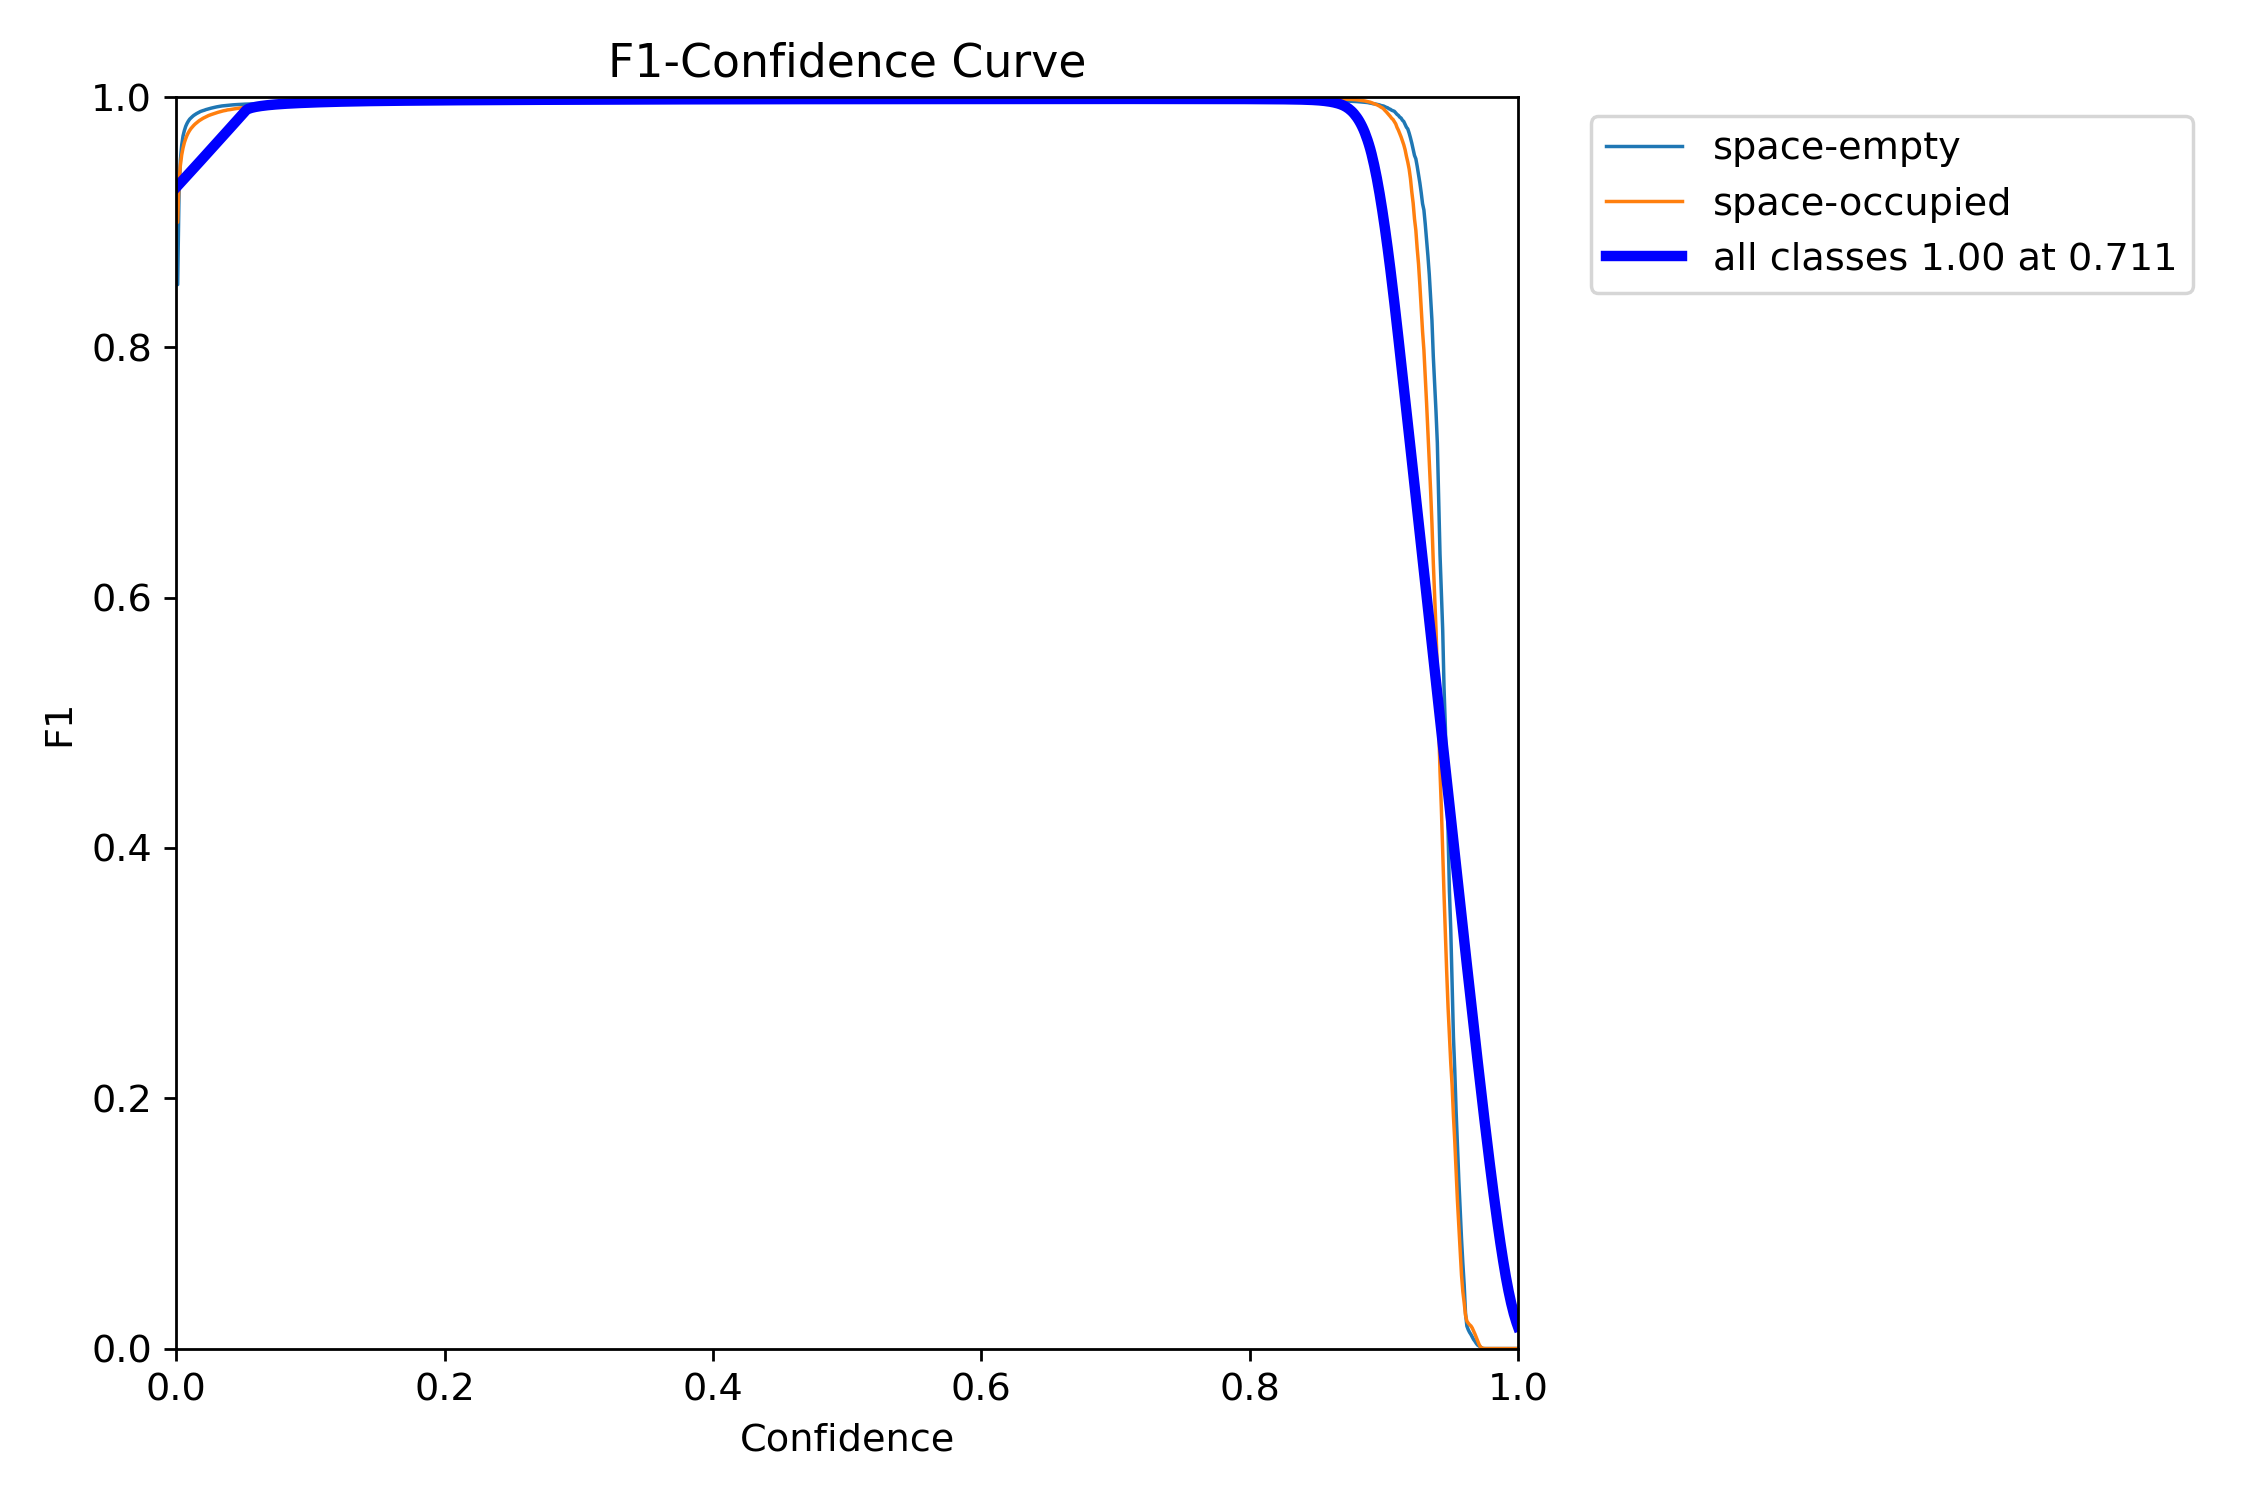 F1-Confidence Curve
space-empty
space-occupied
all classes 1.00 at 0.711
F1
1.0
0.8
0.6
0.4
0.2
0.0
0.0 0.2 0.4 0.6 0.8 1.0
Confidence